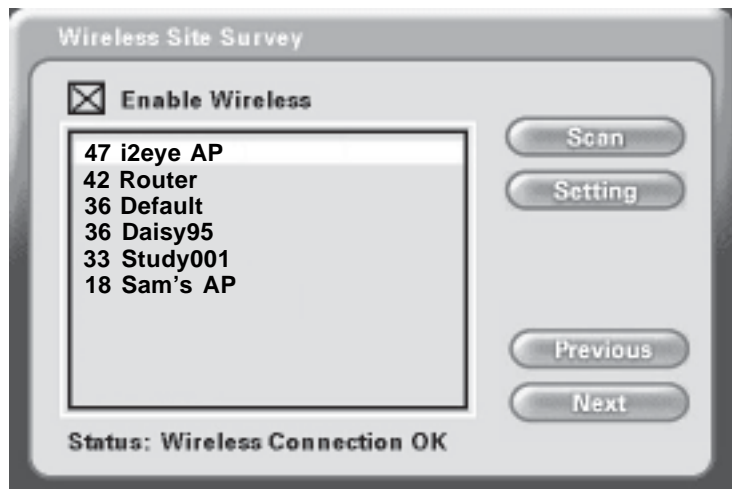 Wireless Site Survey
Enable Wireless
47 i2eye AP
42 Router
36 Default
36 Daisy95
33 Study001
18 Sam's AP
Scan
Setting
Previous
Next
Status: Wireless Connection OK